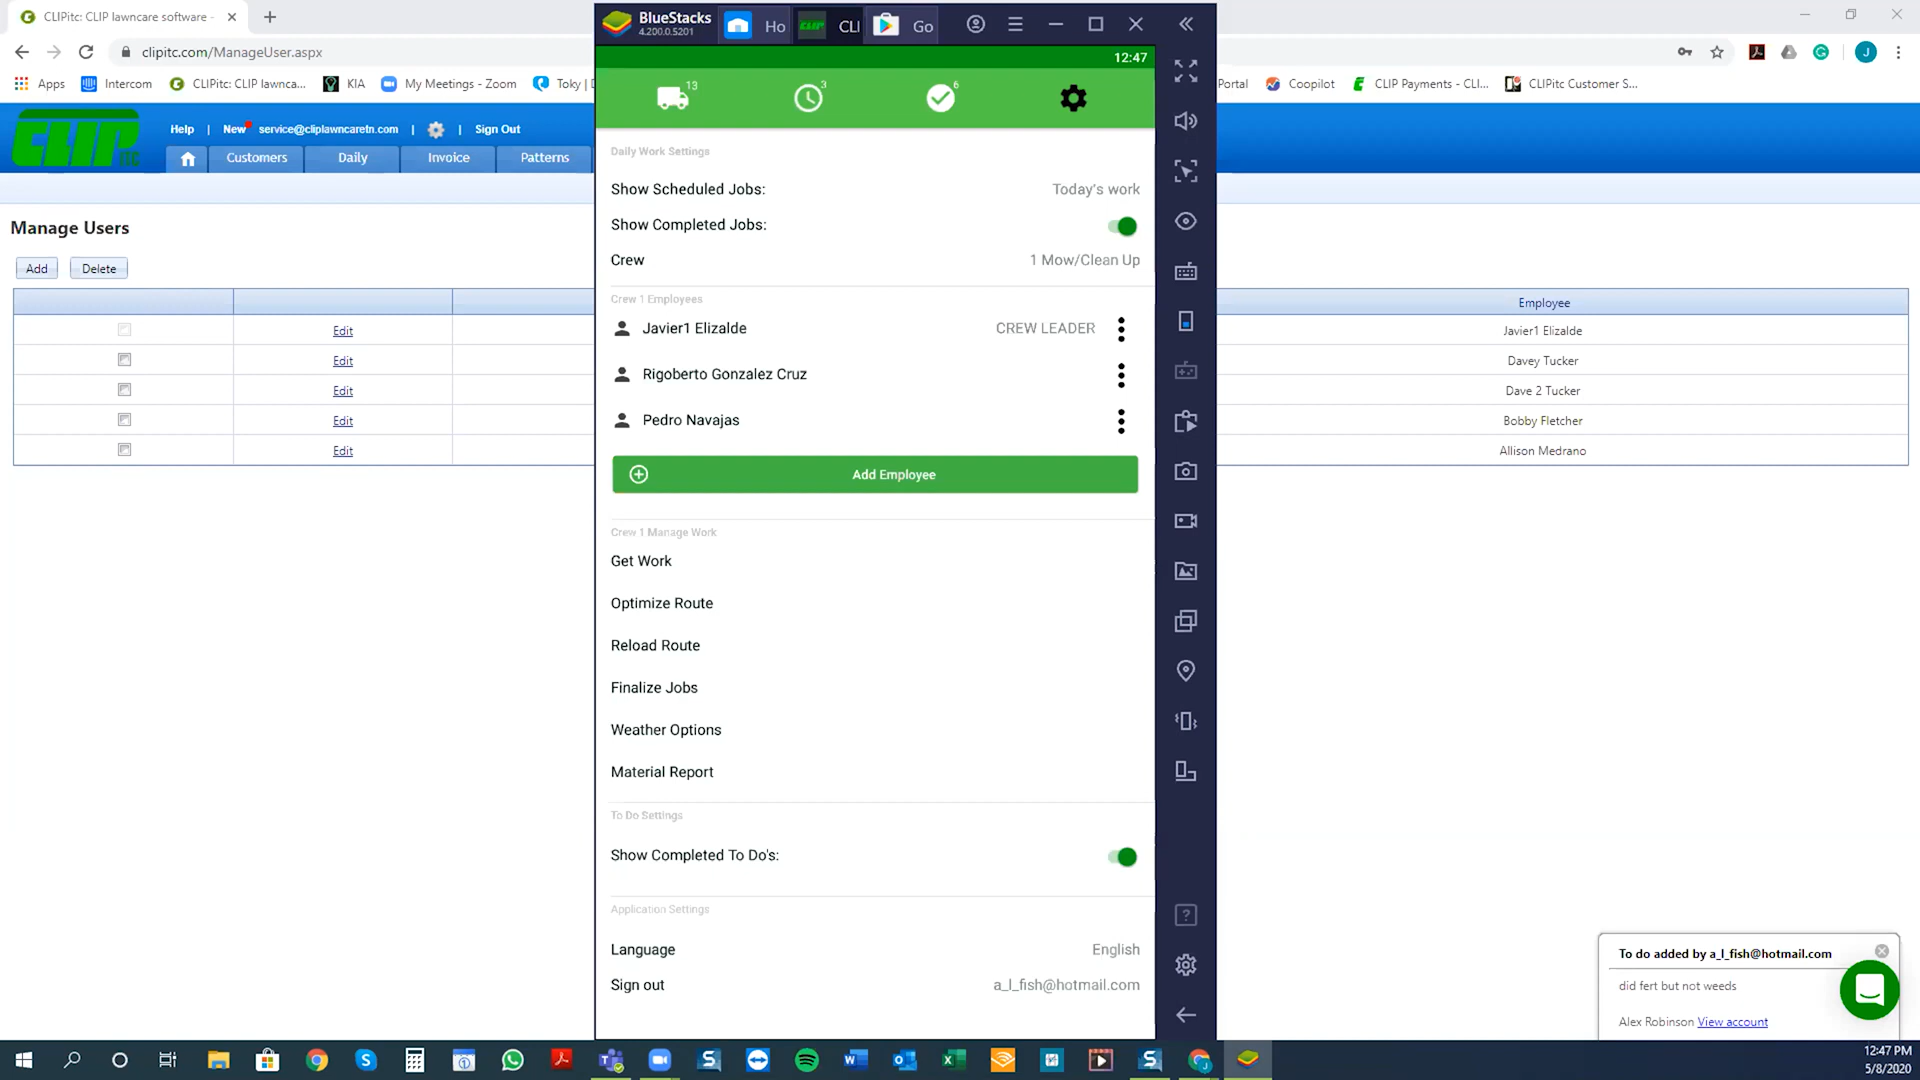 CLIPitc: CLIP lawncare software -
clipitc.com/ManageUser.aspx
Apps
Intercom
CLIPitc: CLIP lawnca...
KIA
My Meetings - Zoom
Toky |
Portal
Coopilot
CLIP Payments - CLI...
CLIPitc Customer S...
CLIP ITC
Help | New service@cliplawncaretn.com | | Sign Out
Customers
Daily
Invoice
Patterns
Manage Users
Add
Delete
Employee
Edit
Javier1 Elizalde
Edit
Davey Tucker
Edit
Dave 2 Tucker
Edit
Bobby Fletcher
Edit
Allison Medrano
BlueStacks
4.200.0.5201
Ho
CLIP
CLI
Go
12:47
13
3
6
Daily Work Settings
Show Scheduled Jobs:
Today's work
Show Completed Jobs:
Crew
1 Mow/Clean Up
Crew 1 Employees
Javier1 Elizalde
CREW LEADER
Rigoberto Gonzalez Cruz
Pedro Navajas
Add Employee
Crew 1 Manage Work
Get Work
Optimize Route
Reload Route
Finalize Jobs
Weather Options
Material Report
To Do Settings
Show Completed To Do's:
Application Settings
Language
English
Sign out
a_l_fish@hotmail.com
To do added by a_l_fish@hotmail.com
did fert but not weeds
Alex Robinson View account
12:47 PM
5/8/2020